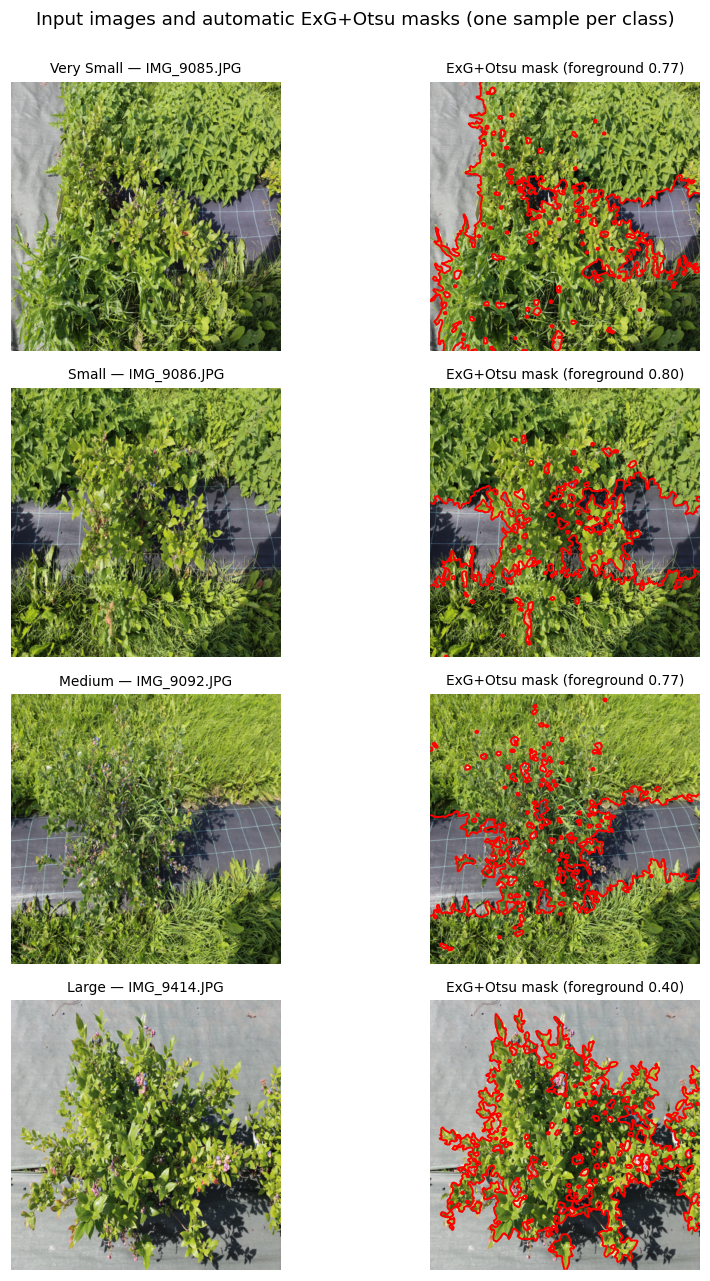 Input images and automatic ExG+Otsu masks (one sample per class)
Very Small — IMG_9085.JPG
ExG+Otsu mask (foreground 0.77)
Small — IMG_9086.JPG
ExG+Otsu mask (foreground 0.80)
Medium — IMG_9092.JPG
ExG+Otsu mask (foreground 0.77)
Large — IMG_9414.JPG
ExG+Otsu mask (foreground 0.40)